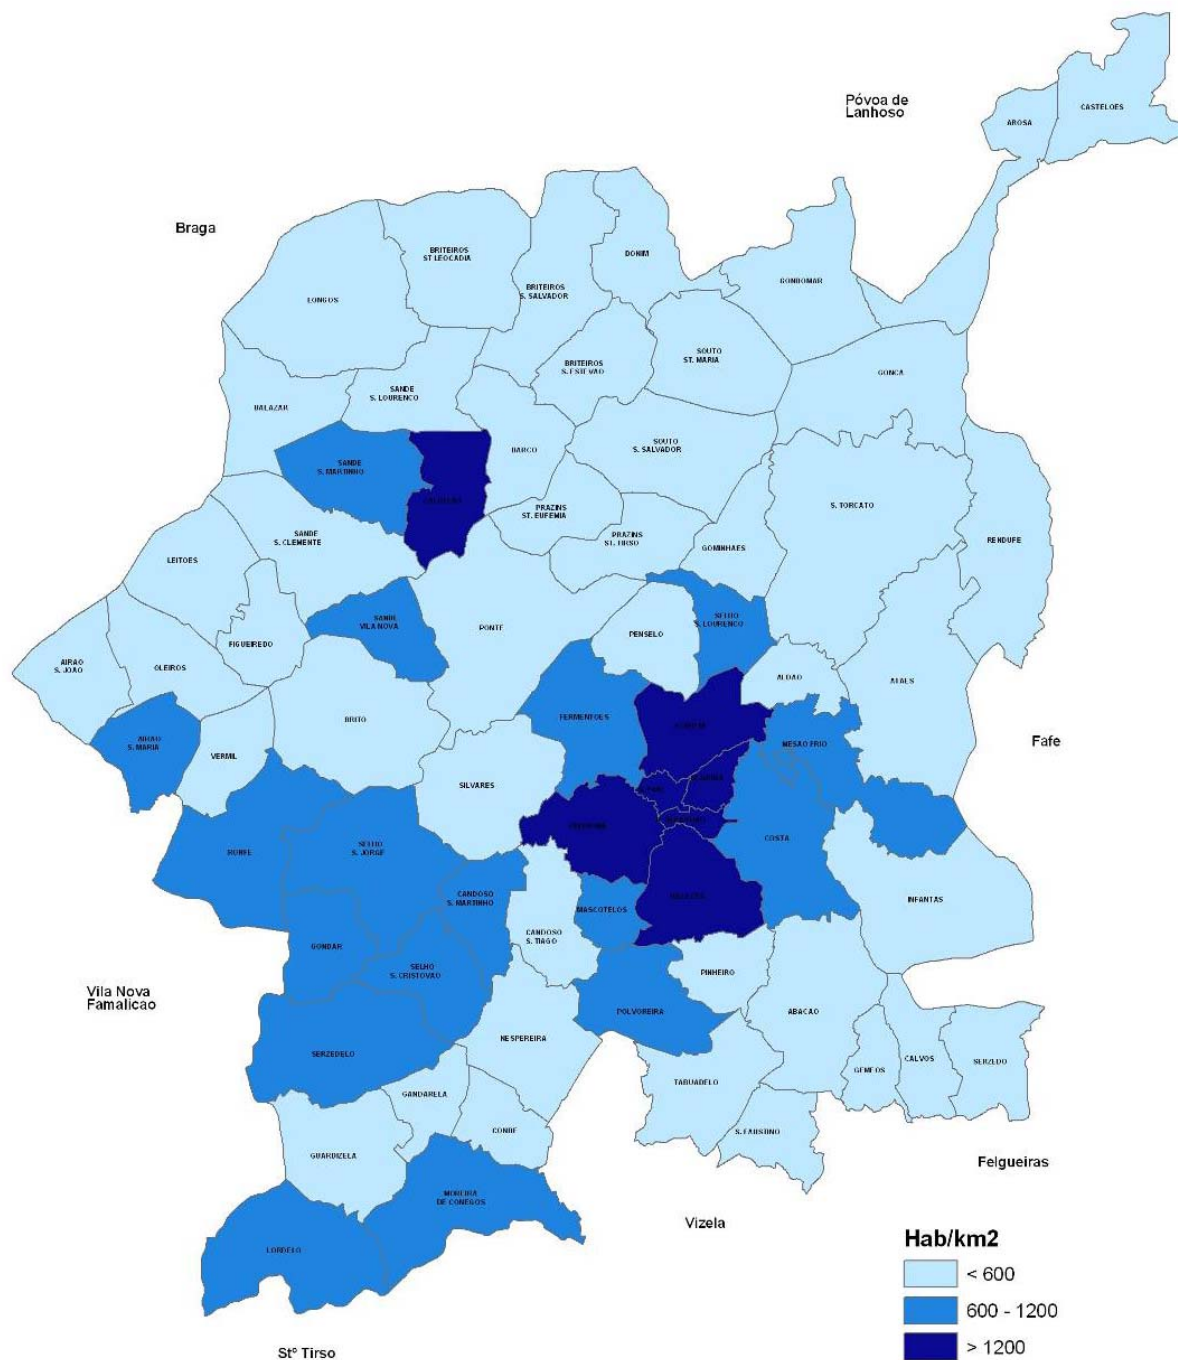 Póvoa de
Lanhoso
CASTELOES
AROSA
Braga
BRITEIROS
ST LEOCADIA
DONIM
GONDOMAR
BRITEIROS
S. SALVADOR
LONGOS
SOUTO
ST. MARIA
BRITEIROS
S. ESTEVAO
GONCA
SANDE
S. LOURENCO
BALAZAR
BARCO
SOUTO
S. SALVADOR
SANDE
S. MARTINHO
PRAZINS
ST. EUFEMIA
S. TORCATO
SANDE
S. CLEMENTE
PRAZINS
ST. TIRSO
GOMINHAES
RENDUFE
LEITOES
SANDE
VILA NOVA
PONTE
SELHO
S. LOURENCO
PENSELO
FIGUEIREDO
AIRAO
S. JOAO
OLEIROS
ALDAO
ATAES
BRITO
FERMENTOES
AIRAO
S. MARIA
VERMIL
MESAO FRIO
Fafe
SILVARES
COSTA
RONFE
SELHO
S. JORGE
CANDOSO
S. MARTINHO
MASCOTELOS
INFANTAS
CANDOSO
S. TIAGO
GONDAR
SELHO
S. CRISTOVAO
PINHEIRO
Vila Nova
Famalicao
POLVOREIRA
ABACAO
NESPEREIRA
SERZEDELO
CALVOS
SERZEDO
GEMEOS
TABUADELO
GANDARELA
CONDE
S. FAUSTINO
GUARDIZELA
Felgueiras
MOREIRA
DE CONEGOS
Vizela
LORDELO
Hab/km2
< 600
600 - 1200
> 1200
Stº Tirso